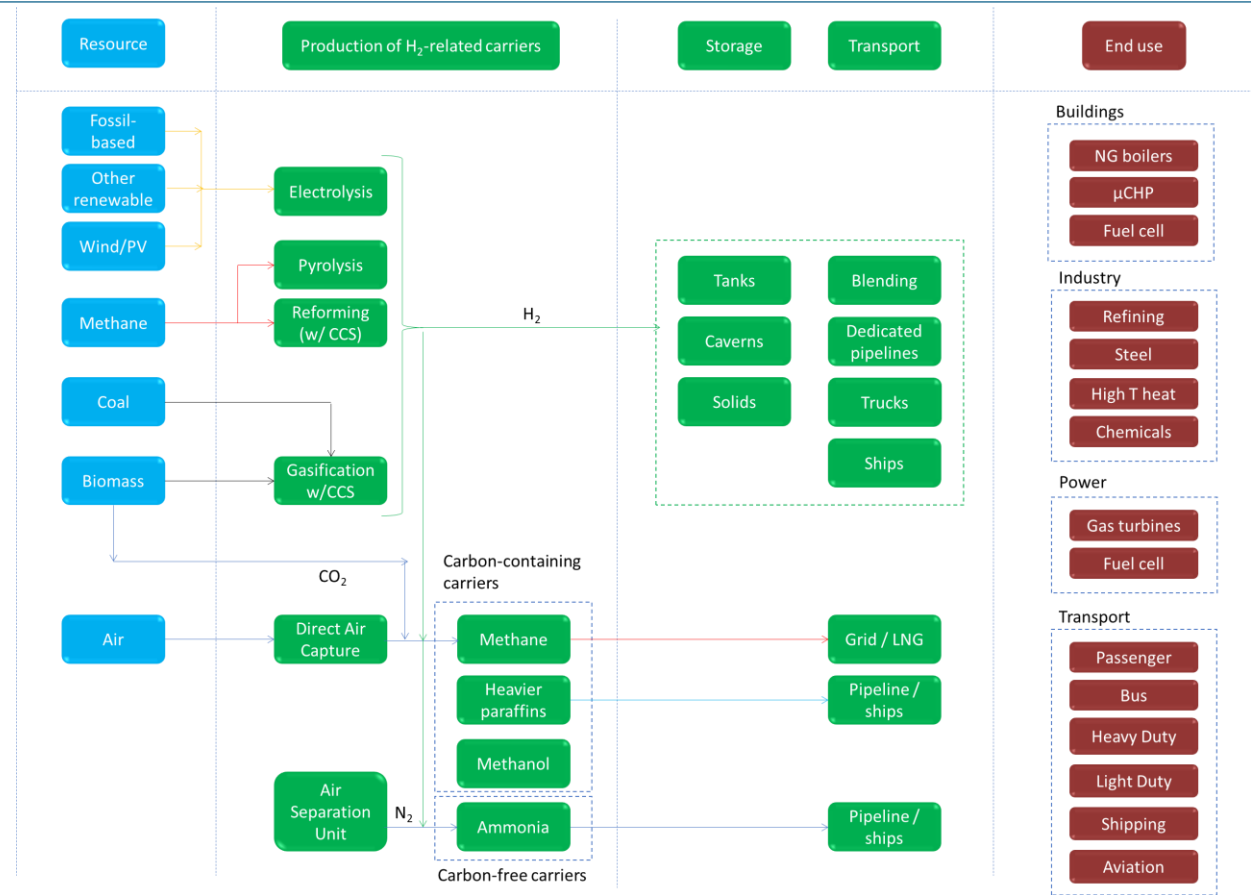 Resource
Production of H₂-related carriers
Storage
Transport
End use
Fossil-
based
Other
renewable
Wind/PV
Methane
Coal
Biomass
Air
Electrolysis
Pyrolysis
Reforming
(w/ CCS)
Gasification
w/CCS
CO₂
Direct Air
Capture
Air
Separation
Unit
N₂
H₂
Carbon-containing
carriers
Methane
Heavier
paraffins
Methanol
Ammonia
Carbon-free carriers
Tanks
Caverns
Solids
Blending
Dedicated
pipelines
Trucks
Ships
Grid / LNG
Pipeline /
ships
Pipeline /
ships
Buildings
NG boilers
µCHP
Fuel cell
Industry
Refining
Steel
High T heat
Chemicals
Power
Gas turbines
Fuel cell
Transport
Passenger
Bus
Heavy Duty
Light Duty
Shipping
Aviation